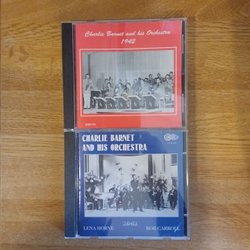 Charlie Barnet and his Orchestra
1942
CHARLIE BARNET
AND HIS ORCHESTRA
LENA HORNE
BOB CARROLL